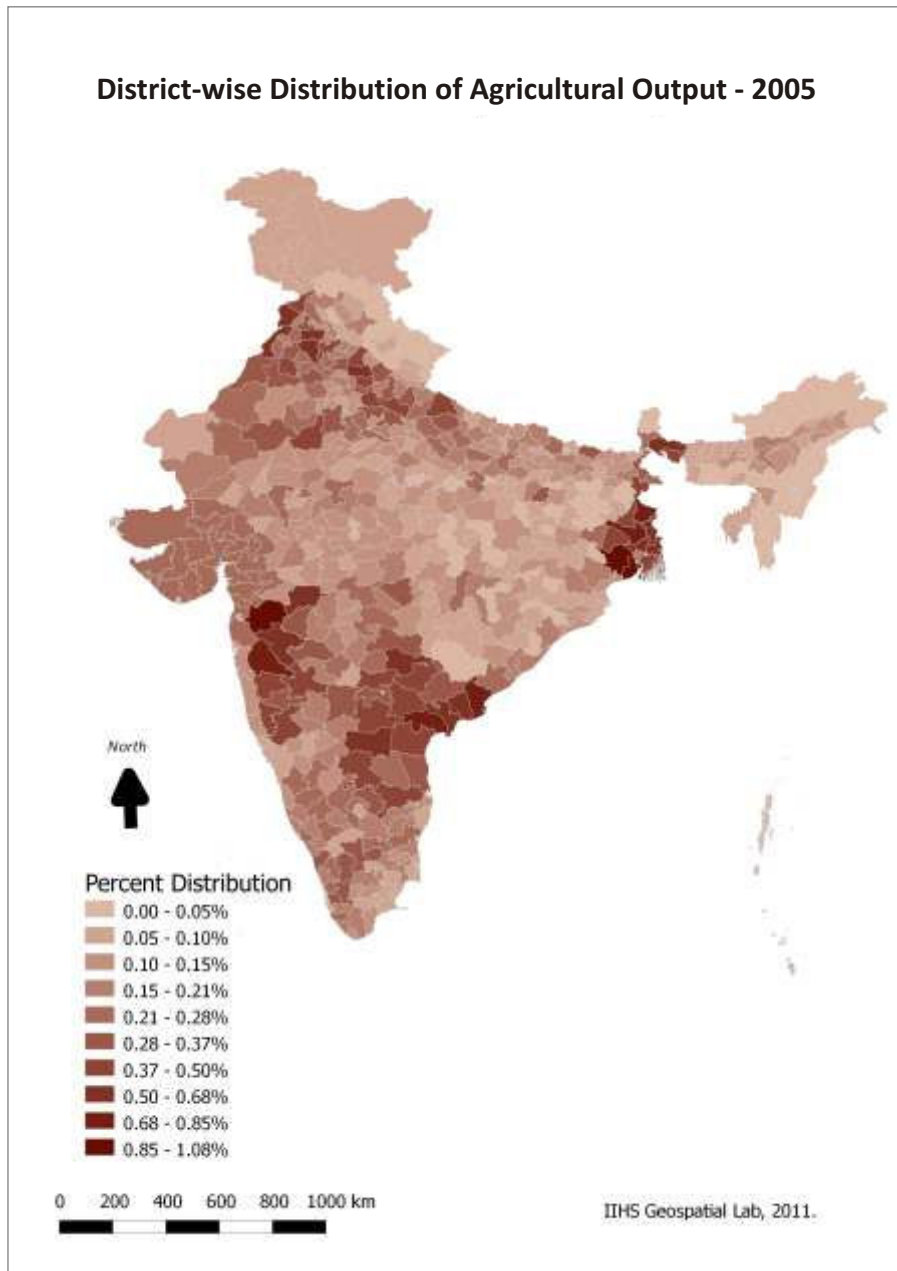 District-wise Distribution of Agricultural Output - 2005
North
Percent Distribution
0.00 - 0.05%
0.05 - 0.10%
0.10 - 0.15%
0.15 - 0.21%
0.21 - 0.28%
0.28 - 0.37%
0.37 - 0.50%
0.50 - 0.68%
0.68 - 0.85%
0.85 - 1.08%
0 200 400 600 800 1000 km
IIHS Geospatial Lab, 2011.